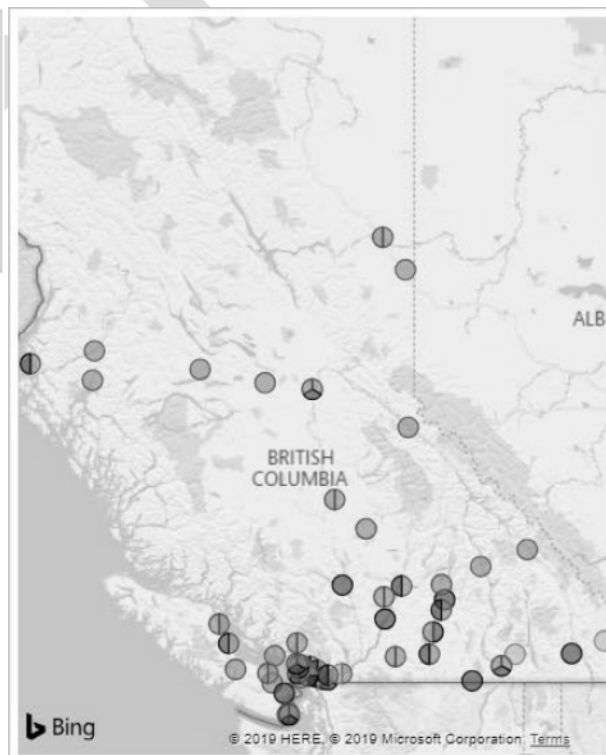 ALB
BRITISH
COLUMBIA
Bing
© 2019 HERE, © 2019 Microsoft Corporation Terms